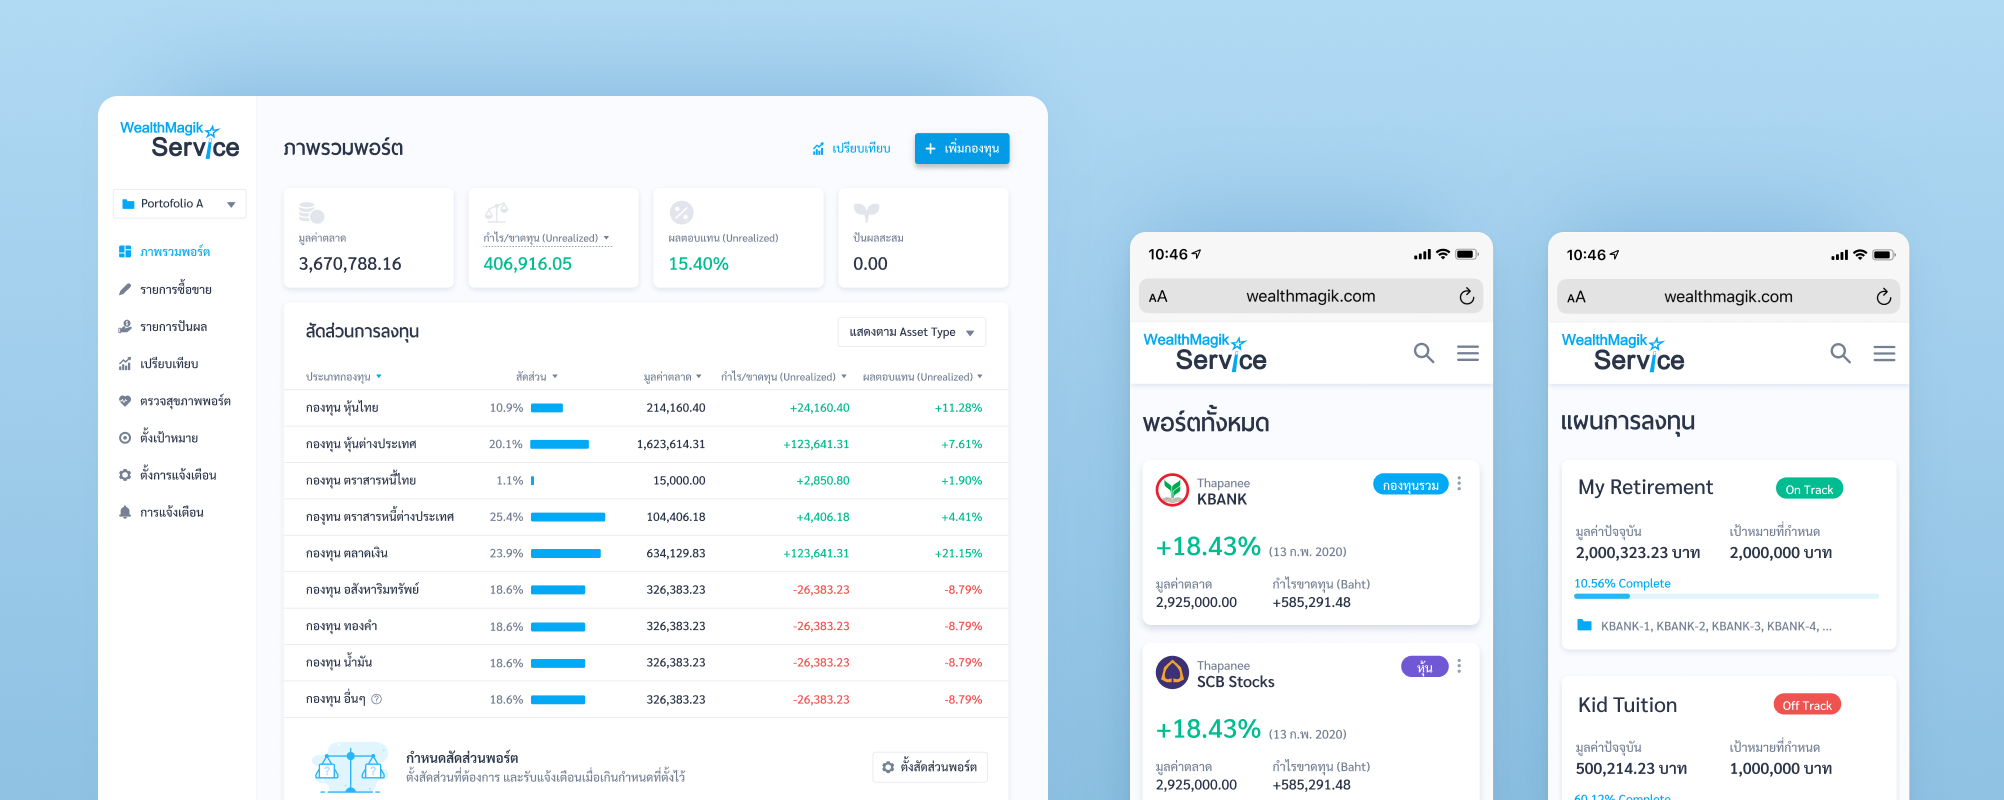 WealthMagik
Service
Portofolio A
ภาพรวมพอร์ต
รายการซื้อขาย
รายการปันผล
เปรียบเทียบ
ตรวจสุขภาพพอร์ต
ตั้งเป้าหมาย
ตั้งการแจ้งเตือน
การแจ้งเตือน
ภาพรวมพอร์ต
เปรียบเทียบ
+ เพิ่มกองทุน
มูลค่าตลาด
3,670,788.16
กำไร/ขาดทุน (Unrealized)
406,916.05
ผลตอบแทน (Unrealized)
15.40%
ปันผลสะสม
0.00
สัดส่วนการลงทุน
แสดงตาม Asset Type
ประเภทกองทุน สัดส่วน มูลค่าตลาด กำไร/ขาดทุน (Unrealized) ผลตอบแทน (Unrealized)
กองทุน หุ้นไทย 10.9% 214,160.40 +24,160.40 +11.28%
กองทุน หุ้นต่างประเทศ 20.1% 1,623,614.31 +123,641.31 +7.61%
กองทุน ตราสารหนี้ไทย 1.1% 15,000.00 +2,850.80 +1.90%
กองุทน ตราสารหนี้ต่างประเทศ 25.4% 104,406.18 +4,406.18 +4.41%
กองทุน ตลาดเงิน 23.9% 634,129.83 +123,641.31 +21.15%
กองทุน อสังหาริมทรัพย์ 18.6% 326,383.23 -26,383.23 -8.79%
กองทุน ทองคำ 18.6% 326,383.23 -26,383.23 -8.79%
กองทุน น้ำมัน 18.6% 326,383.23 -26,383.23 -8.79%
กองทุน อื่นๆ 18.6% 326,383.23 -26,383.23 -8.79%
กำหนดสัดส่วนพอร์ต
ตั้งสัดส่วนที่ต้องการ และรับแจ้งเตือนเมื่อเกินกำหนดที่ตั้งไว้
ตั้งสัดส่วนพอร์ต
10:46
AA wealthmagik.com
WealthMagik
Service
พอร์ตทั้งหมด
Thapanee
KBANK
กองทุนรวม
+18.43% (13 ก.พ. 2020)
มูลค่าตลาด กำไรขาดทุน (Baht)
2,925,000.00 +585,291.48
Thapanee
SCB Stocks
หุ้น
+18.43% (13 ก.พ. 2020)
มูลค่าตลาด กำไรขาดทุน (Baht)
2,925,000.00 +585,291.48
10:46
AA wealthmagik.com
WealthMagik
Service
แผนการลงทุน
My Retirement On Track
มูลค่าปัจจุบัน เป้าหมายที่กำหนด
2,000,323.23 บาท 2,000,000 บาท
10.56% Complete
KBANK-1, KBANK-2, KBANK-3, KBANK-4, ...
Kid Tuition Off Track
มูลค่าปัจจุบัน เป้าหมายที่กำหนด
500,214.23 บาท 1,000,000 บาท
60.12% Complete